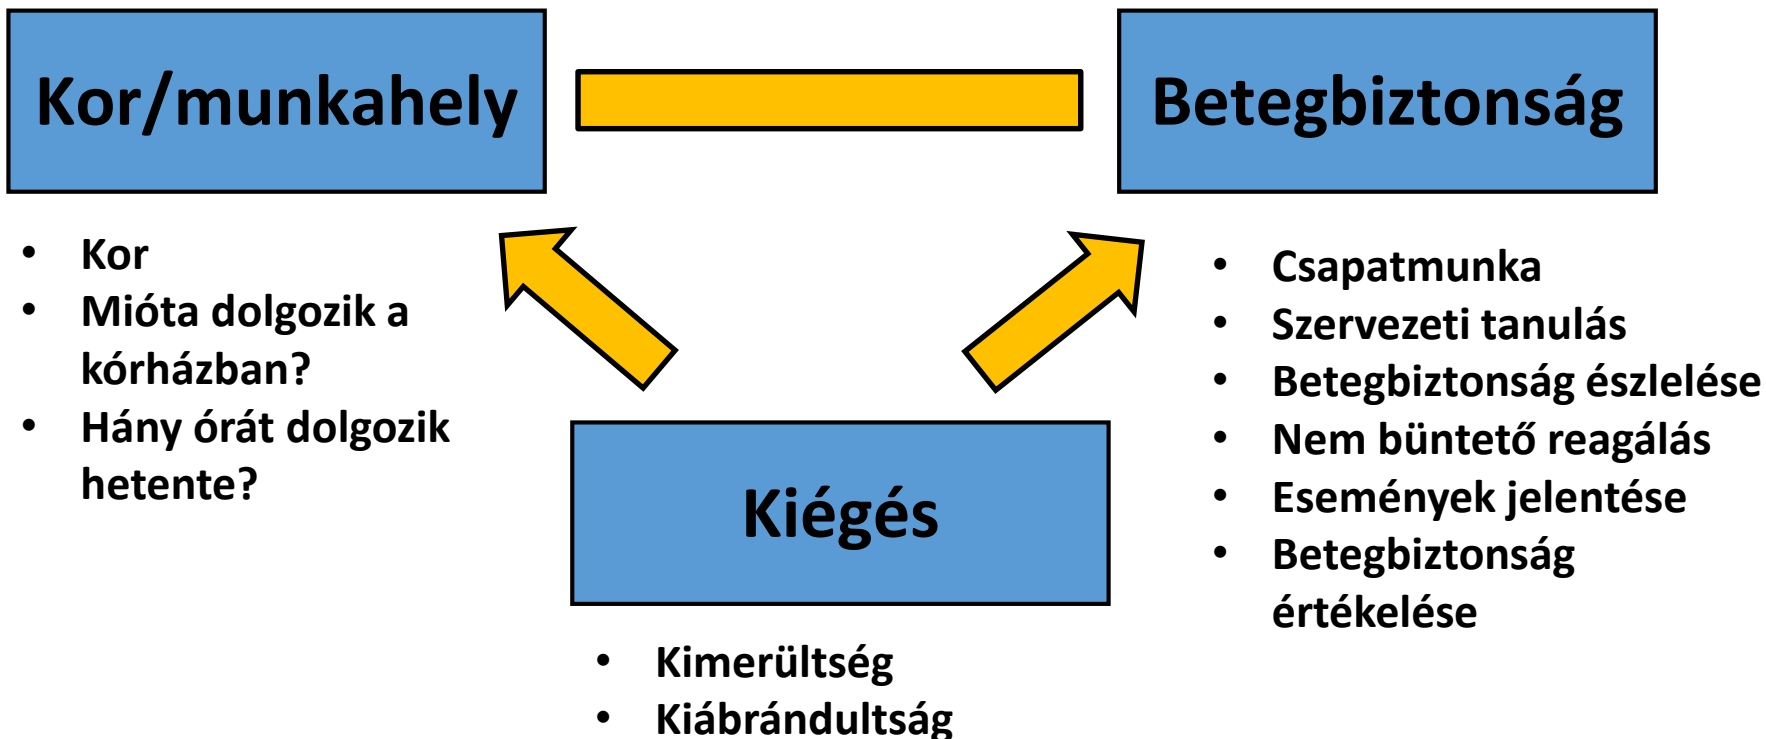 Kor/munkahely
• Kor
• Mióta dolgozik a
kórházban?
• Hány órát dolgozik
hetente?
Betegbiztonság
• Csapatmunka
• Szervezeti tanulás
• Betegbiztonság észlelése
• Nem büntető reagálás
• Események jelentése
• Betegbiztonság
értékelése
Kiégés
• Kimerültség
• Kiábrándultság